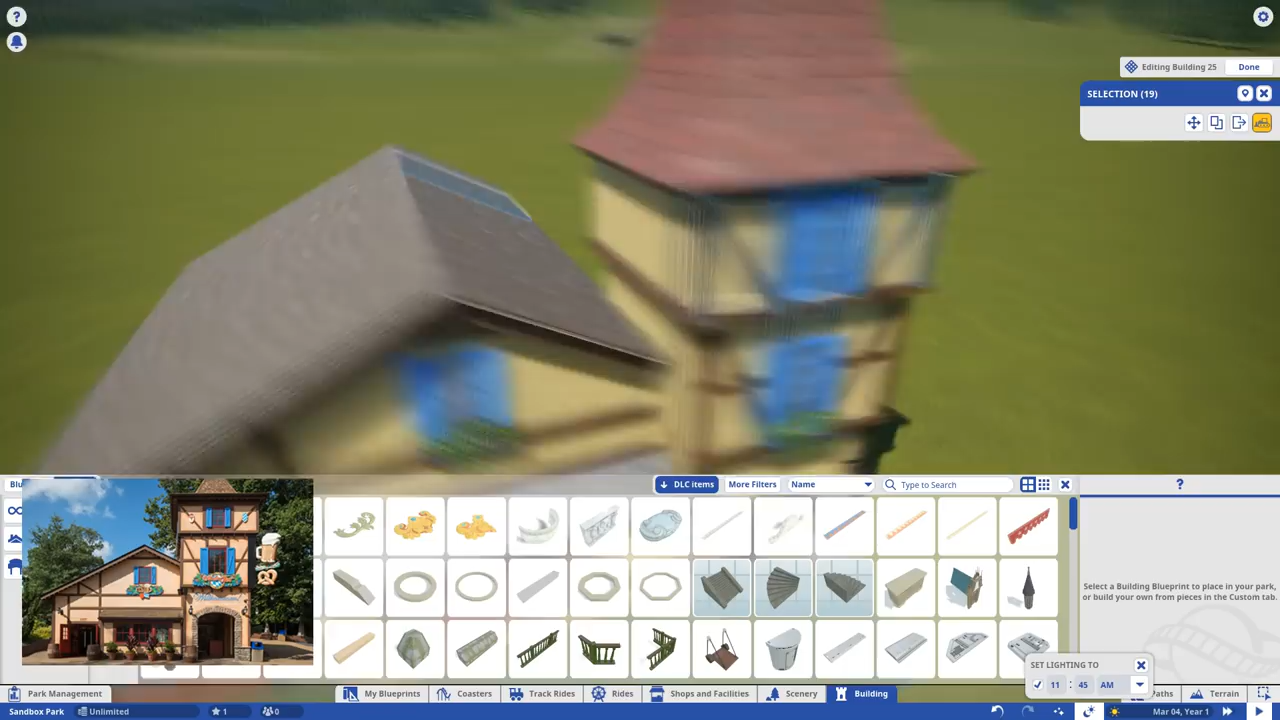 Editing Building 25
Done
SELECTION (19)
Blu
DLC items
More Filters
Name
Type to Search
?
Select a Building Blueprint to place in your park,
or build your own from pieces in the Custom tab.
SET LIGHTING TO
11 : 45 AM
Park Management
My Blueprints
Coasters
Track Rides
Rides
Shops and Facilities
Scenery
Building
Paths
Terrain
Sandbox Park
Unlimited
1
0
Mar 04, Year 1